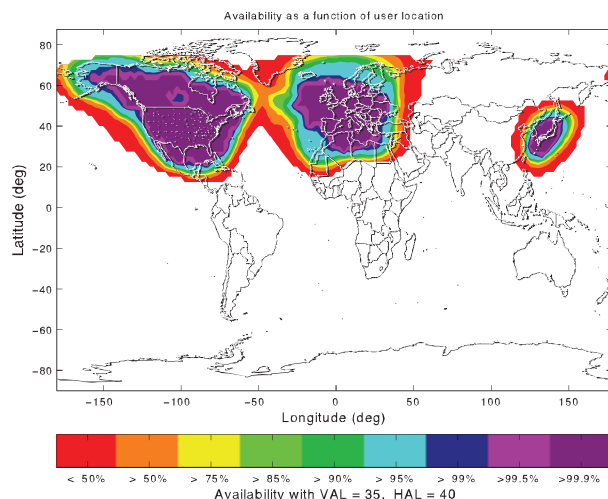 Availability as a function of user location
80
60
40
20
0
−20
−40
−60
−80
Latitude (deg)
−150 −100 −50 0 50 100 150
Longitude (deg)
< 50% > 50% > 75% > 85% > 90% > 95% > 99% >99.5% >99.9%
Availability with VAL = 35, HAL = 40